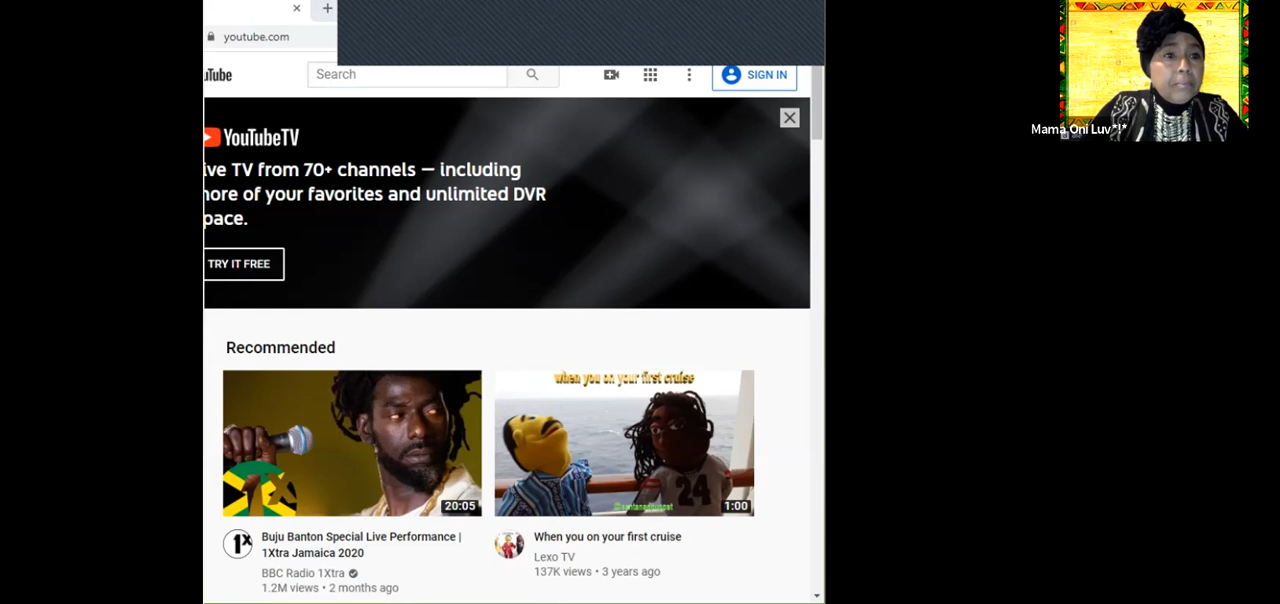 youtube.com
uTube
Search
SIGN IN
YouTubeTV
ive TV from 70+ channels — including
ore of your favorites and unlimited DVR
pace.
TRY IT FREE
Recommended
when you on your first cruise
24
20:05
1:00
1X
Buju Banton Special Live Performance |
1Xtra Jamaica 2020
BBC Radio 1Xtra
1.2M views • 2 months ago
When you on your first cruise
Lexo TV
137K views • 3 years ago
Mama Oni Luv*!*